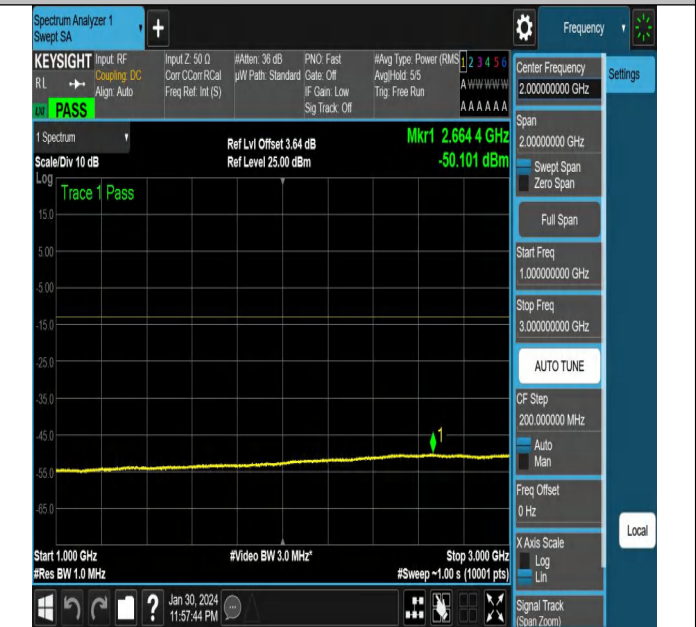 Spectrum Analyzer 1
Swept SA
Frequency
KEYSIGHT
RL
PASS
Input: RF
Coupling: DC
Align: Auto
Input Z: 50 Ω
Corr CCorr RCal
Freq Ref: Int (S)
#Atten: 36 dB
µW Path: Standard
PNO: Fast
Gate: Off
IF Gain: Low
Sig Track: Off
#Avg Type: Power (RMS
Avg|Hold: 5/5
Trig: Free Run
1 2 3 4 5 6
A W W W W W
A A A A A A
1 Spectrum
Scale/Div 10 dB
Ref Lvl Offset 3.64 dB
Ref Level 25.00 dBm
Mkr1 2.664 4 GHz
-50.101 dBm
Log
Trace 1 Pass
15.0
5.00
-5.00
-15.0
-25.0
-35.0
-45.0
-55.0
-65.0
1
Start 1.000 GHz
#Res BW 1.0 MHz
#Video BW 3.0 MHz*
Stop 3.000 GHz
#Sweep ~1.00 s (10001 pts)
Jan 30, 2024
11:57:44 PM
Center Frequency
2.000000000 GHz
Settings
Span
2.00000000 GHz
Swept Span
Zero Span
Full Span
Start Freq
1.000000000 GHz
Stop Freq
3.000000000 GHz
AUTO TUNE
CF Step
200.000000 MHz
Auto
Man
Freq Offset
0 Hz
X Axis Scale
Log
Lin
Local
Signal Track
(Span Zoom)